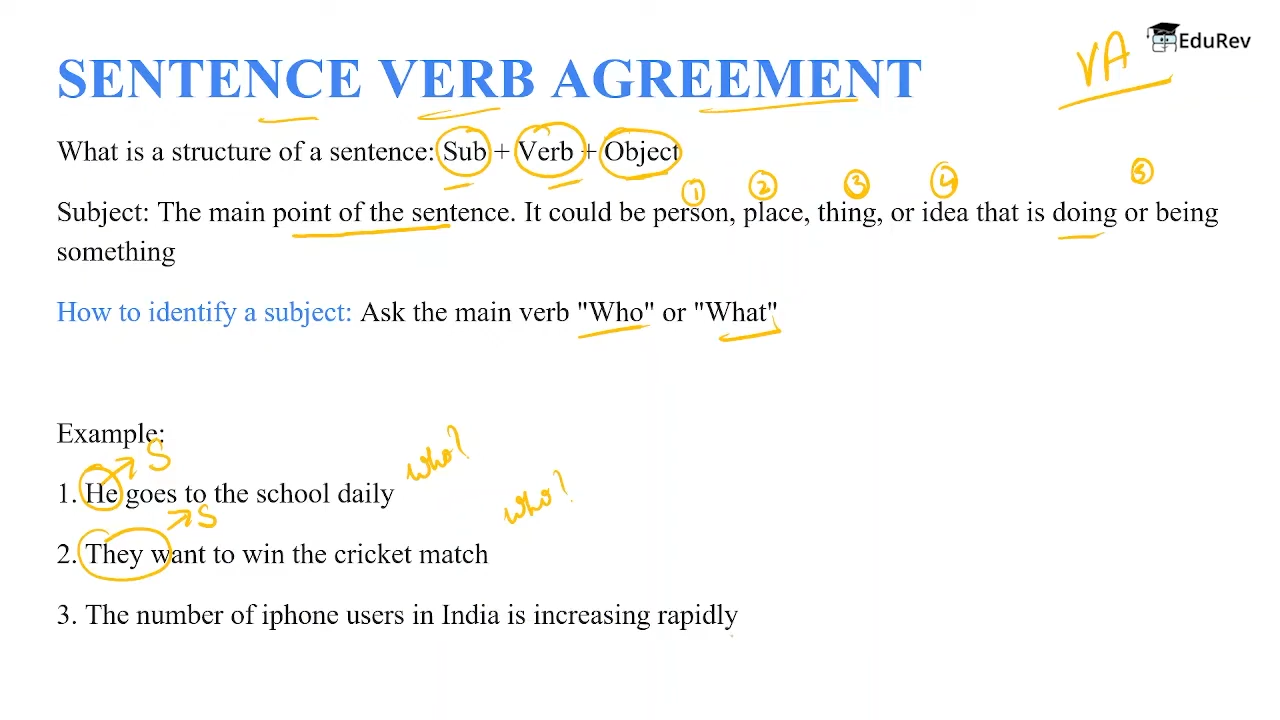 VA
EduRev
SENTENCE VERB AGREEMENT
What is a structure of a sentence: Sub + Verb + Object
1 2 3 4 5
Subject: The main point of the sentence. It could be person, place, thing, or idea that is doing or being
something
How to identify a subject: Ask the main verb "Who" or "What"
Example:
S
1. He goes to the school daily who?
S who?
2. They want to win the cricket match
3. The number of iphone users in India is increasing rapidly